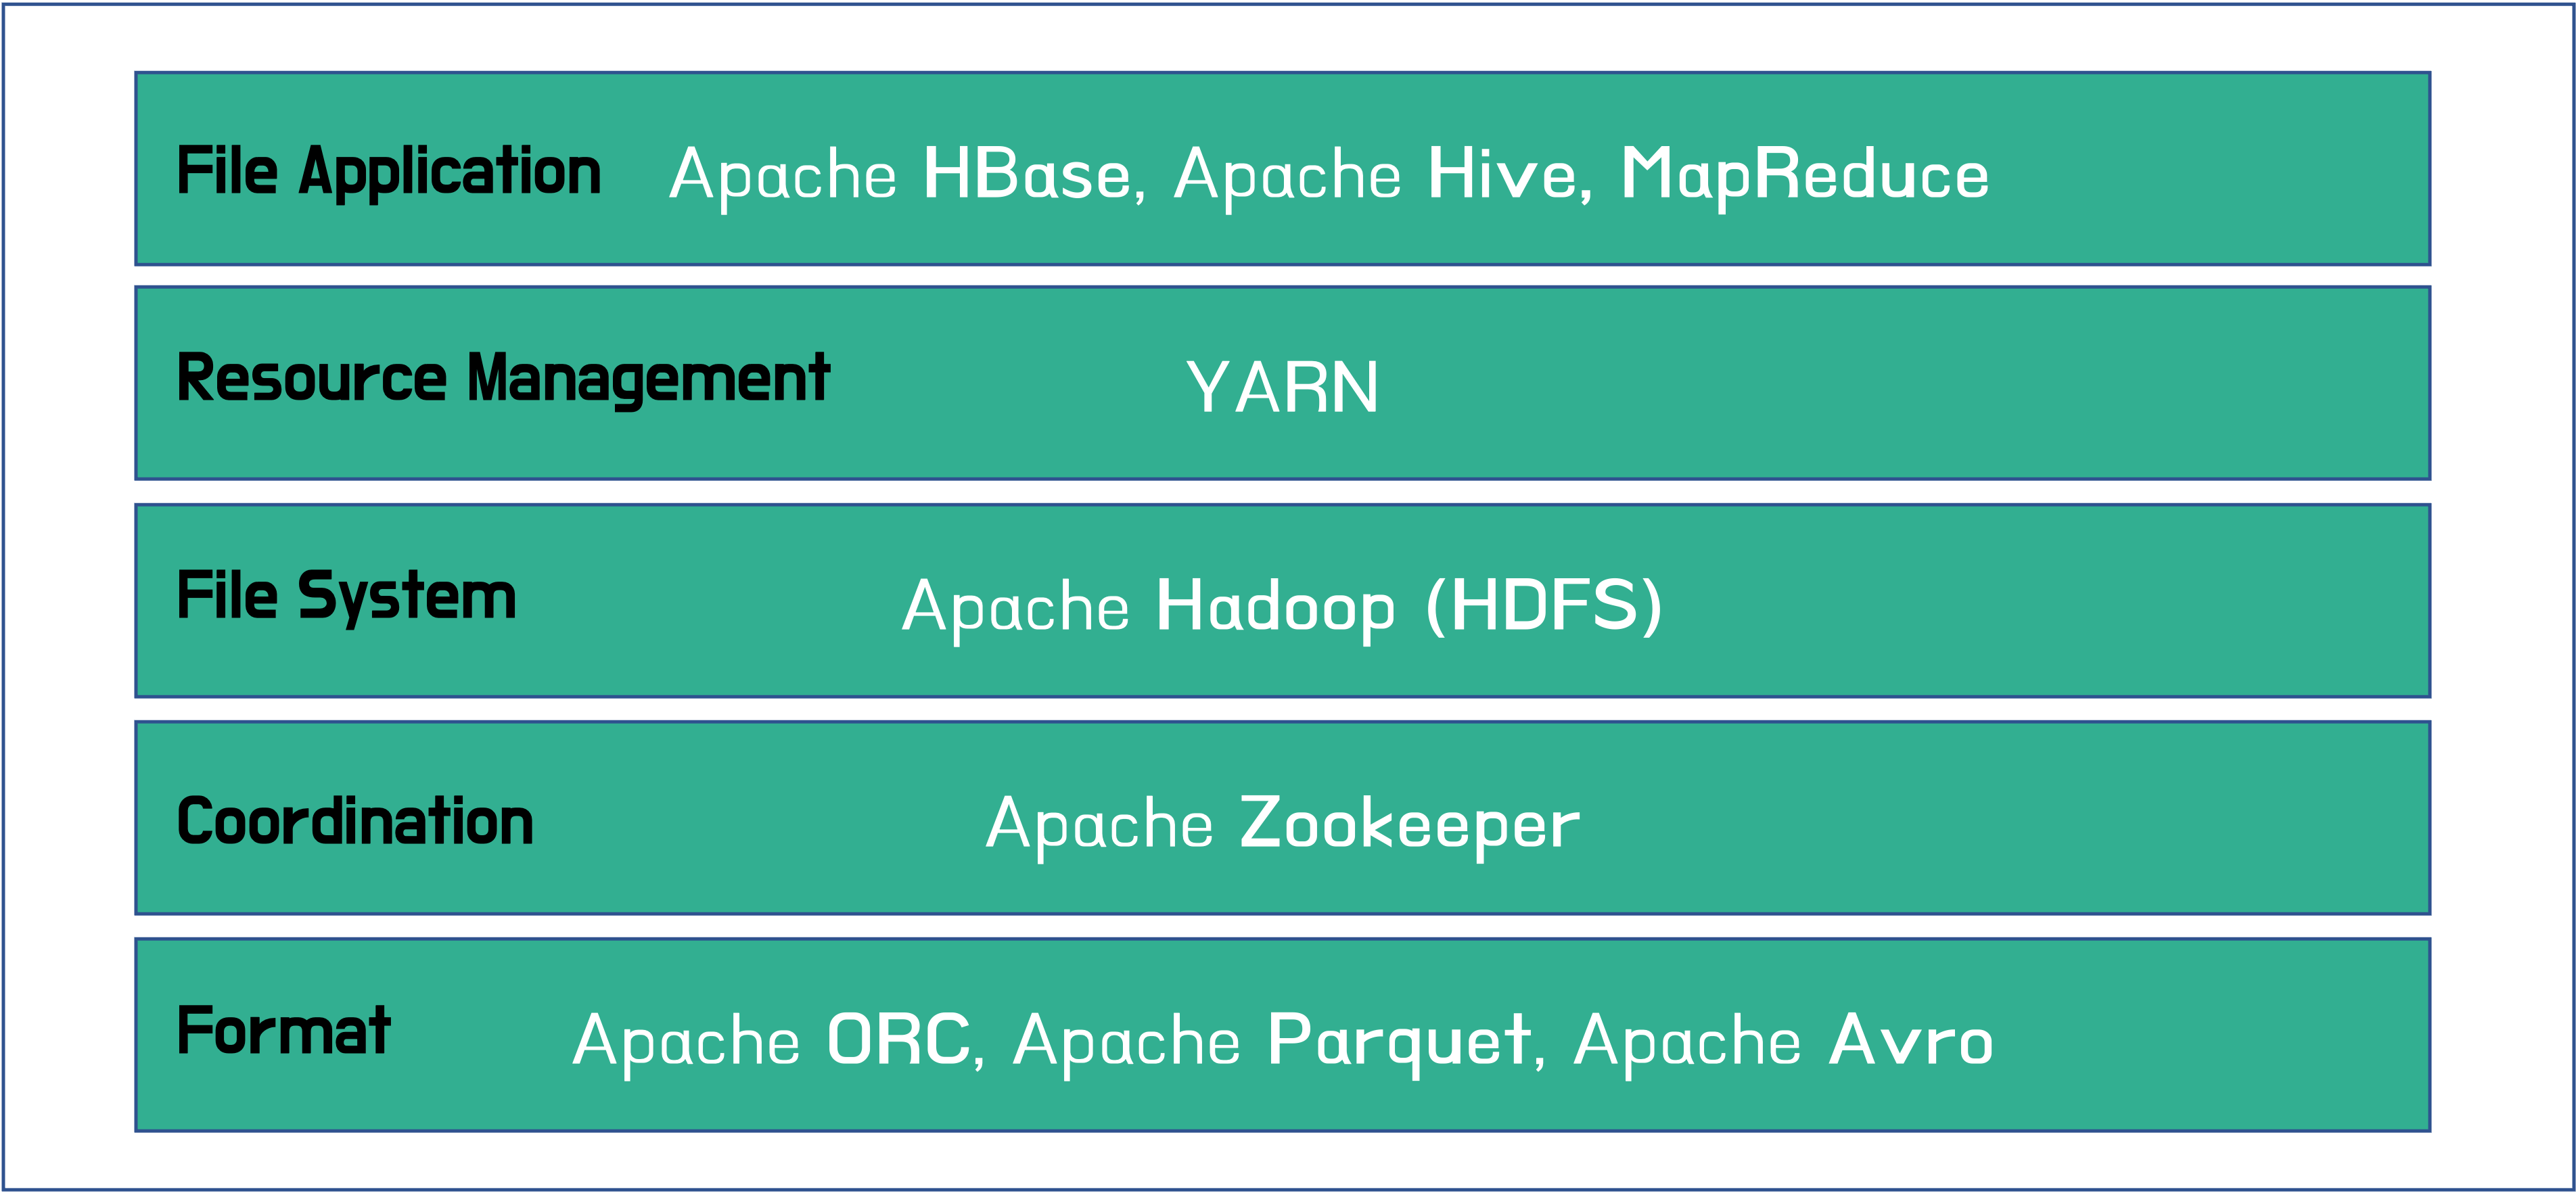 File Application Apache HBase, Apache Hive, MapReduce
Resource Management YARN
File System Apache Hadoop (HDFS)
Coordination Apache Zookeeper
Format Apache ORC, Apache Parquet, Apache Avro